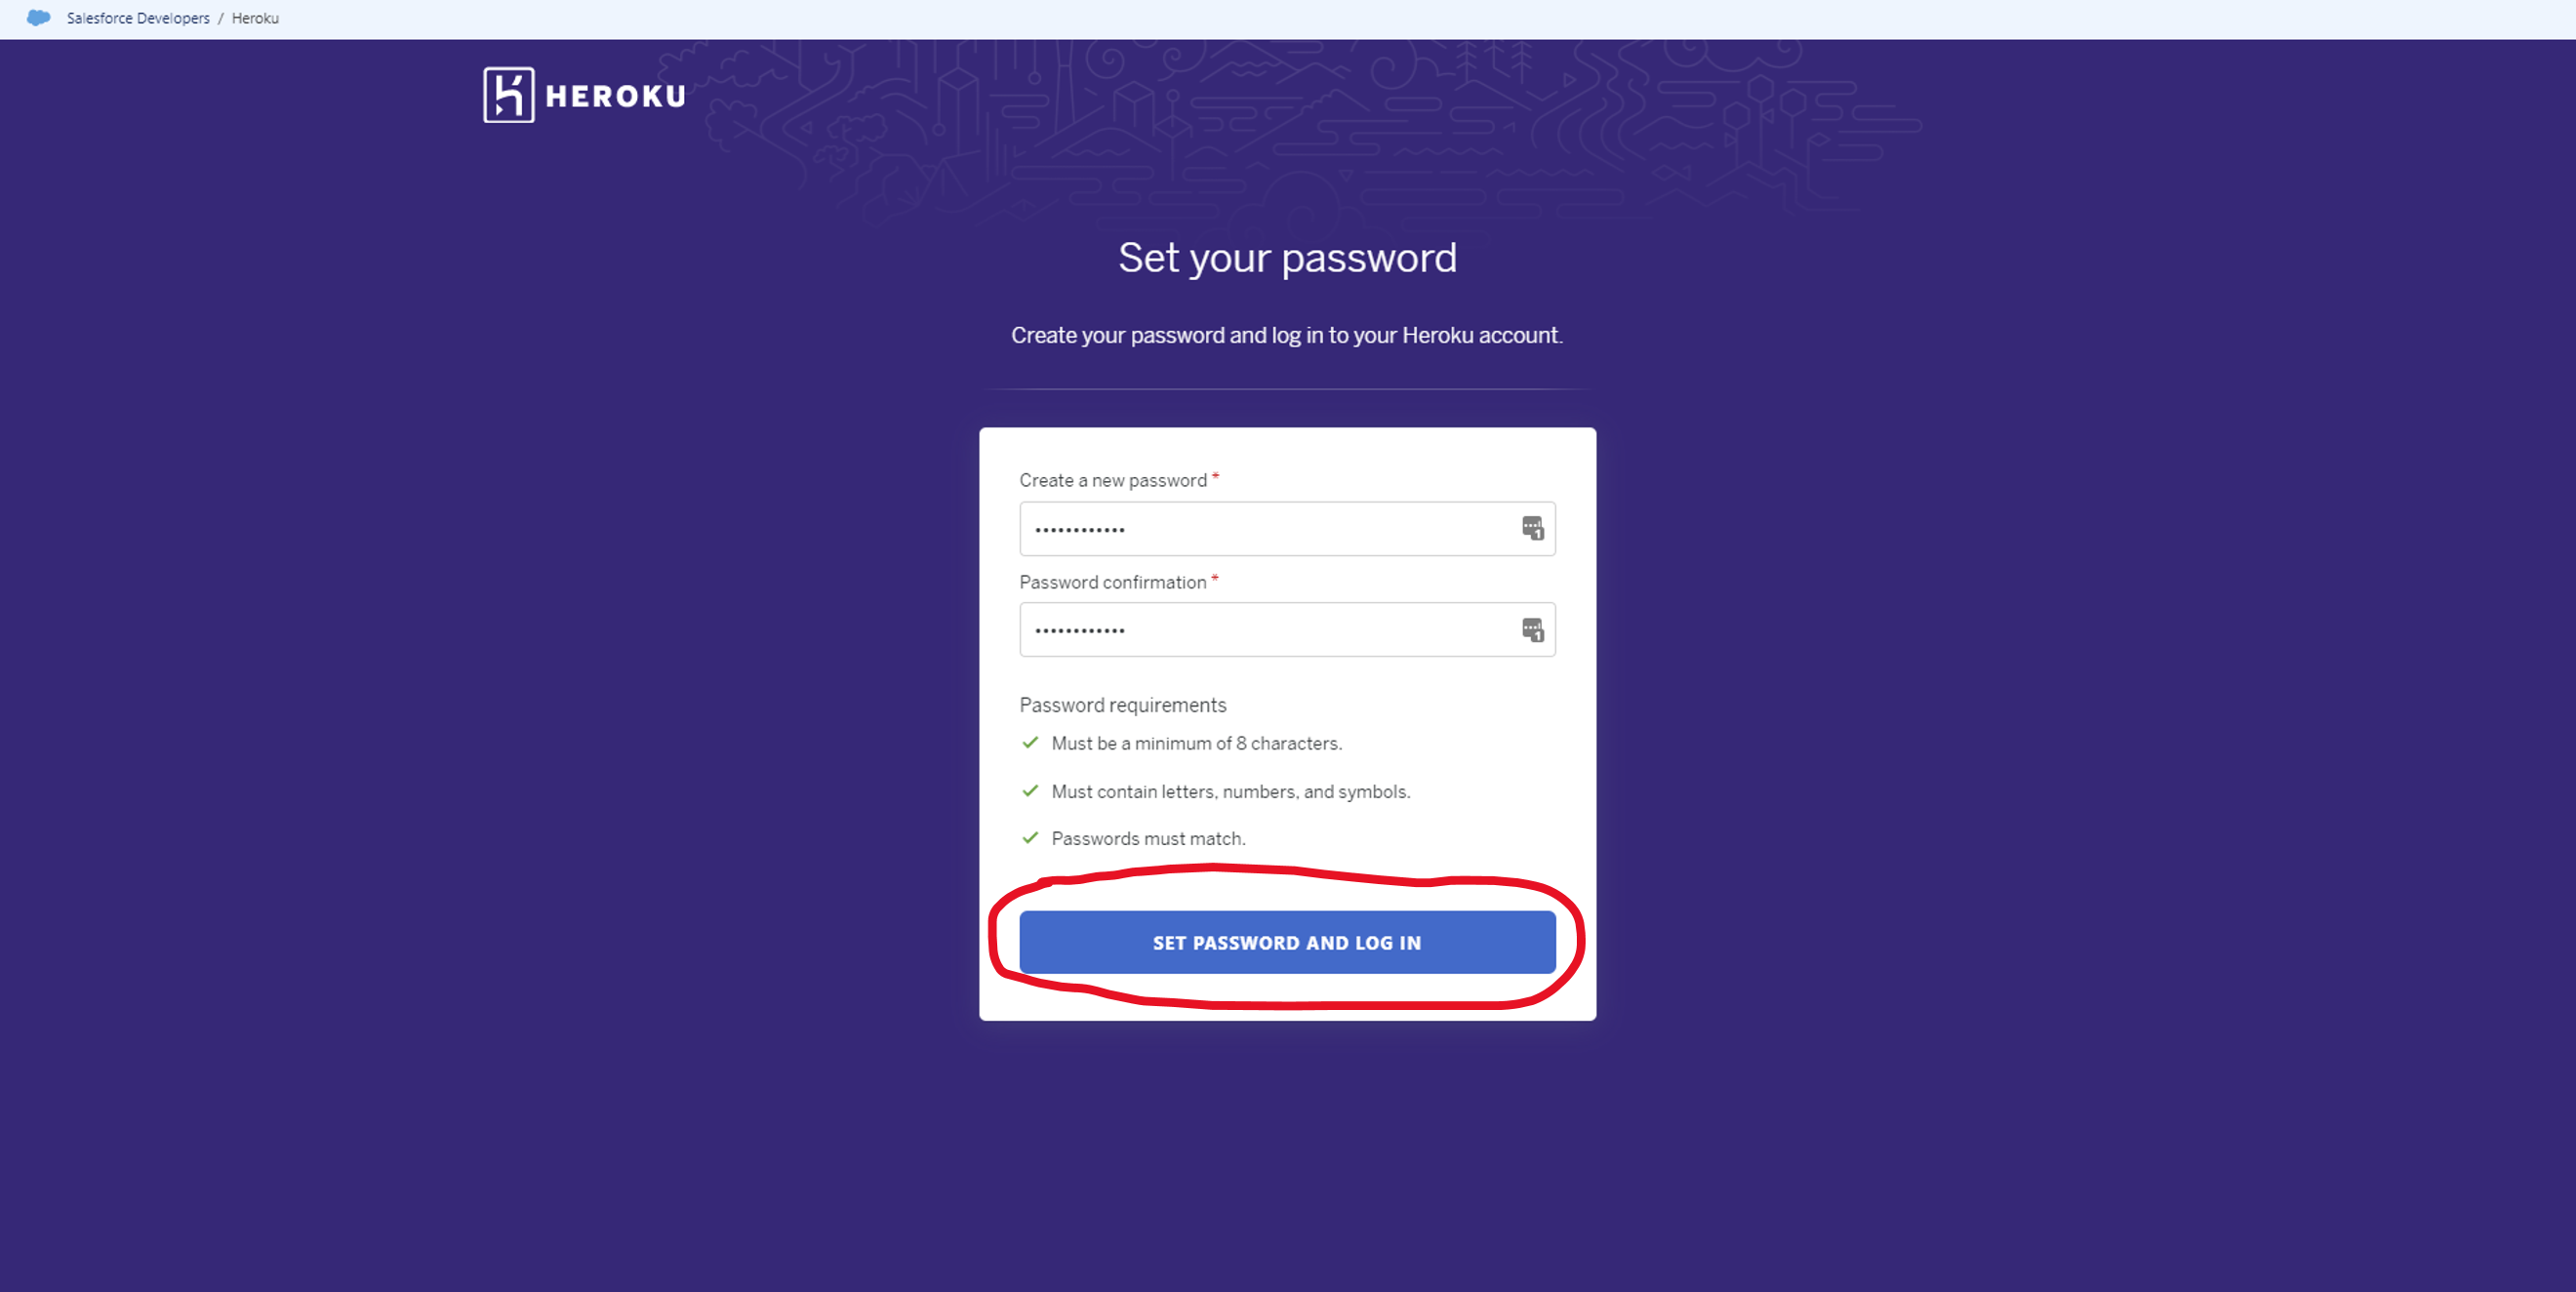 Salesforce Developers / Heroku
HEROKU
Set your password
Create your password and log in to your Heroku account.
Create a new password *
••••••••••••
1
Password confirmation *
••••••••••••
1
Password requirements
Must be a minimum of 8 characters.
Must contain letters, numbers, and symbols.
Passwords must match.
SET PASSWORD AND LOG IN